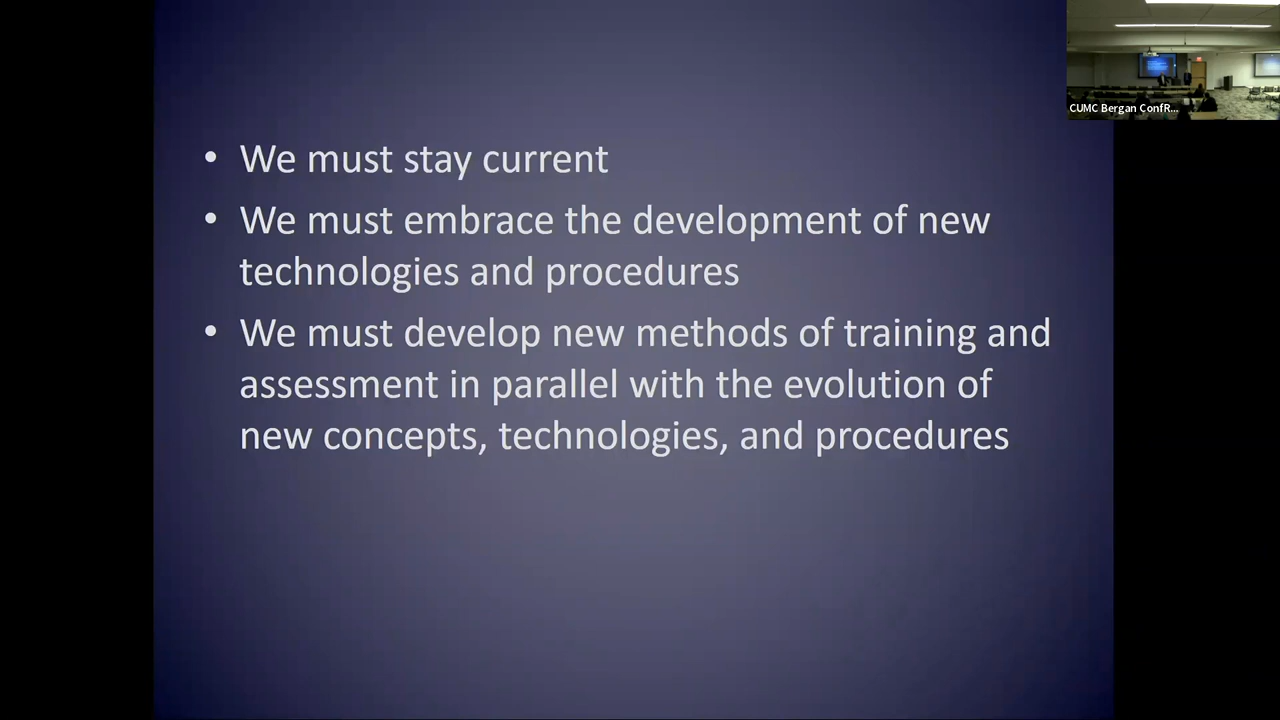 • We must stay current
• We must embrace the development of new
technologies and procedures
• We must develop new methods of training and
assessment in parallel with the evolution of
new concepts, technologies, and procedures
CUMC Bergan ConfR...